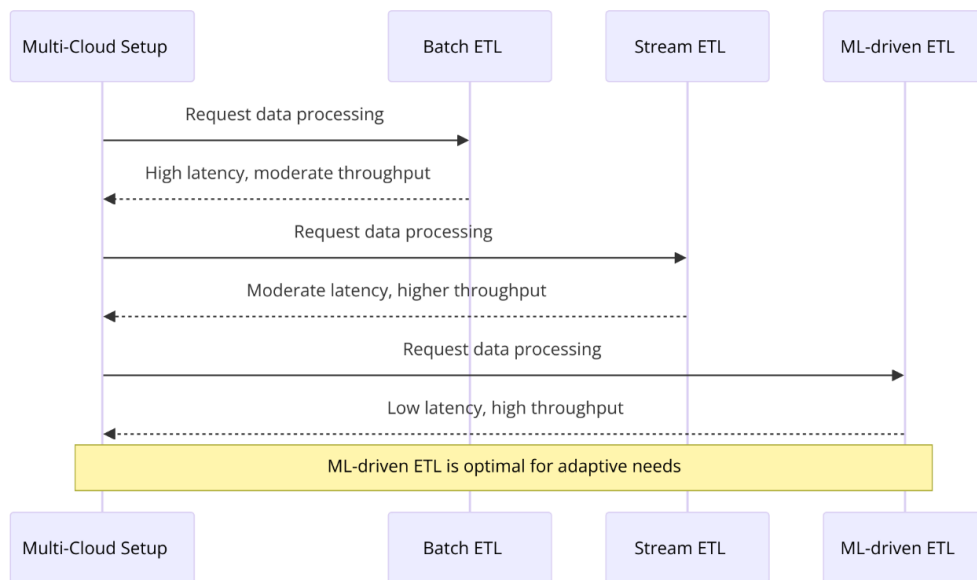 Multi-Cloud Setup
Batch ETL
Stream ETL
ML-driven ETL
Request data processing
High latency, moderate throughput
Request data processing
Moderate latency, higher throughput
Request data processing
Low latency, high throughput
ML-driven ETL is optimal for adaptive needs
Multi-Cloud Setup
Batch ETL
Stream ETL
ML-driven ETL